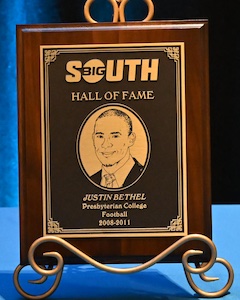 BIG SOUTH
HALL OF FAME
JUSTIN BETHEL
Presbyterian College
Football
2008-2011